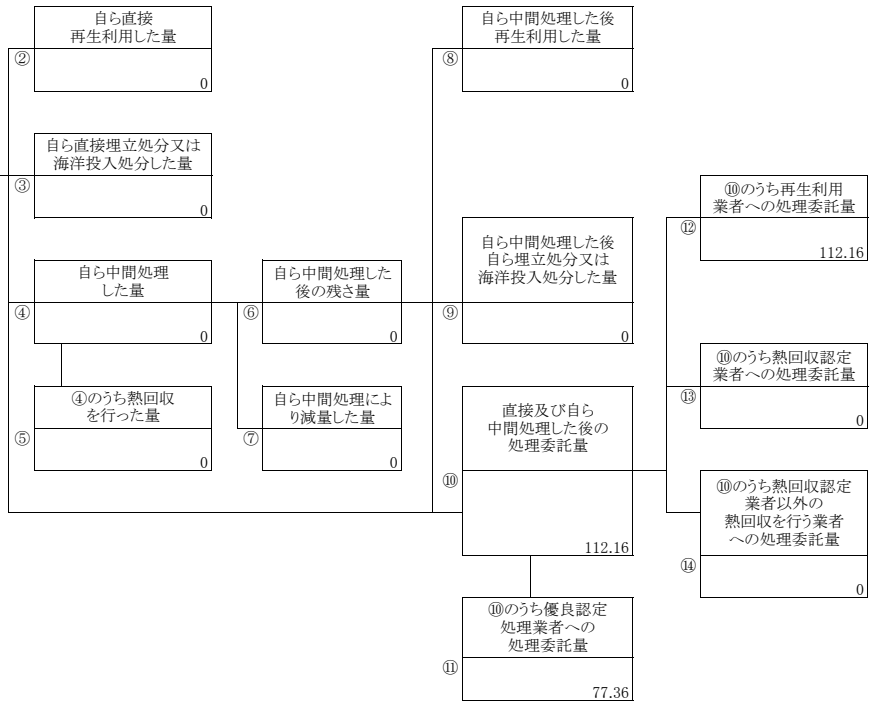 自ら直接
再生利用した量
②
0
自ら直接埋立処分又は
海洋投入処分した量
③
0
自ら中間処理
した量
④
0
④のうち熱回収
を行った量
⑤
0
自ら中間処理した
後の残さ量
⑥
0
自ら中間処理によ
り減量した量
⑦
0
自ら中間処理した後
再生利用した量
⑧
0
自ら中間処理した後
自ら埋立処分又は
海洋投入処分した量
⑨
0
直接及び自ら
中間処理した後の
処理委託量
⑩
112.16
⑩のうち優良認定
処理業者への
処理委託量
⑪
77.36
⑩のうち再生利用
業者への処理委託量
⑫
112.16
⑩のうち熱回収認定
業者への処理委託量
⑬
0
⑩のうち熱回収認定
業者以外の
熱回収を行う業者
への処理委託量
⑭
0